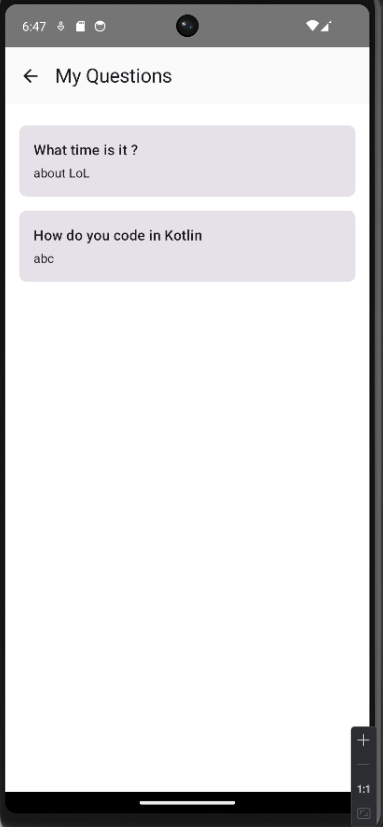 6:47
My Questions
What time is it ?
about LoL
How do you code in Kotlin
abc
1:1